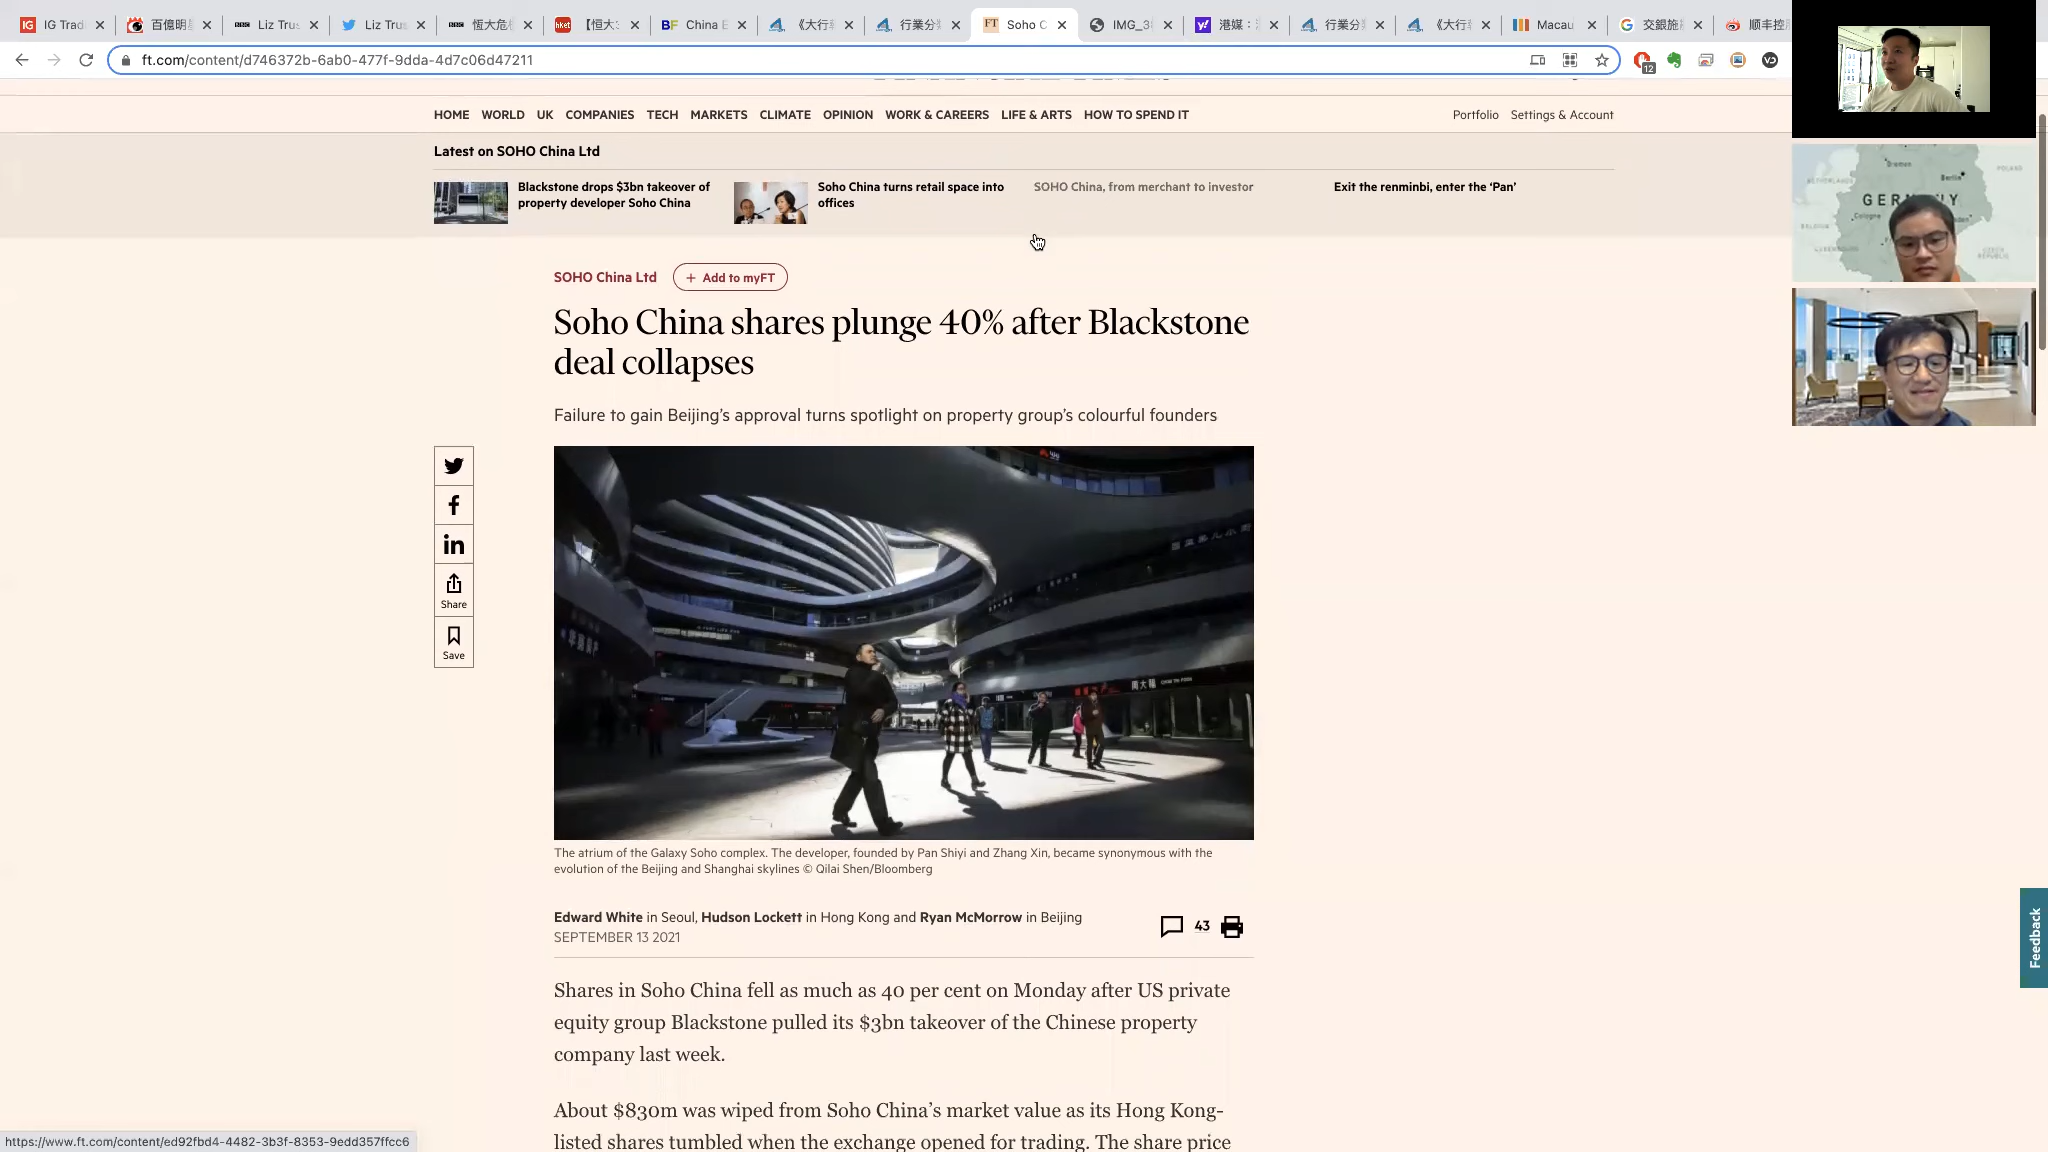 IG Trad
百億明星
Liz Trus
Liz Trus
恆大危
hket
【恒大
BF
China E
《大行
行業分
FT
Soho C
IMG_3
港媒：
行業分
《大行
Macau
交銀施
順丰控
ft.com/content/d746372b-6ab0-477f-9dda-4d7c06d47211
12
HOME WORLD UK COMPANIES TECH MARKETS CLIMATE OPINION WORK & CAREERS LIFE & ARTS HOW TO SPEND IT
Portfolio Settings & Account
Latest on SOHO China Ltd
Blackstone drops $3bn takeover of
property developer Soho China
Soho China turns retail space into
offices
SOHO China, from merchant to investor
Exit the renminbi, enter the ‘Pan’
SOHO China Ltd
+ Add to myFT
Soho China shares plunge 40% after Blackstone
deal collapses
Failure to gain Beijing’s approval turns spotlight on property group’s colourful founders
Share
Save
The atrium of the Galaxy Soho complex. The developer, founded by Pan Shiyi and Zhang Xin, became synonymous with the
evolution of the Beijing and Shanghai skylines © Qilai Shen/Bloomberg
Edward White in Seoul, Hudson Lockett in Hong Kong and Ryan McMorrow in Beijing
SEPTEMBER 13 2021
43
Feedback
Shares in Soho China fell as much as 40 per cent on Monday after US private
equity group Blackstone pulled its $3bn takeover of the Chinese property
company last week.
About $830m was wiped from Soho China’s market value as its Hong Kong-
listed shares tumbled when the exchange opened for trading. The share price
https://www.ft.com/content/ed92fbd4-4482-3b3f-8353-9edd357ffcc6
Bremen
Berlin
POLAND
GERMANY
Cologne